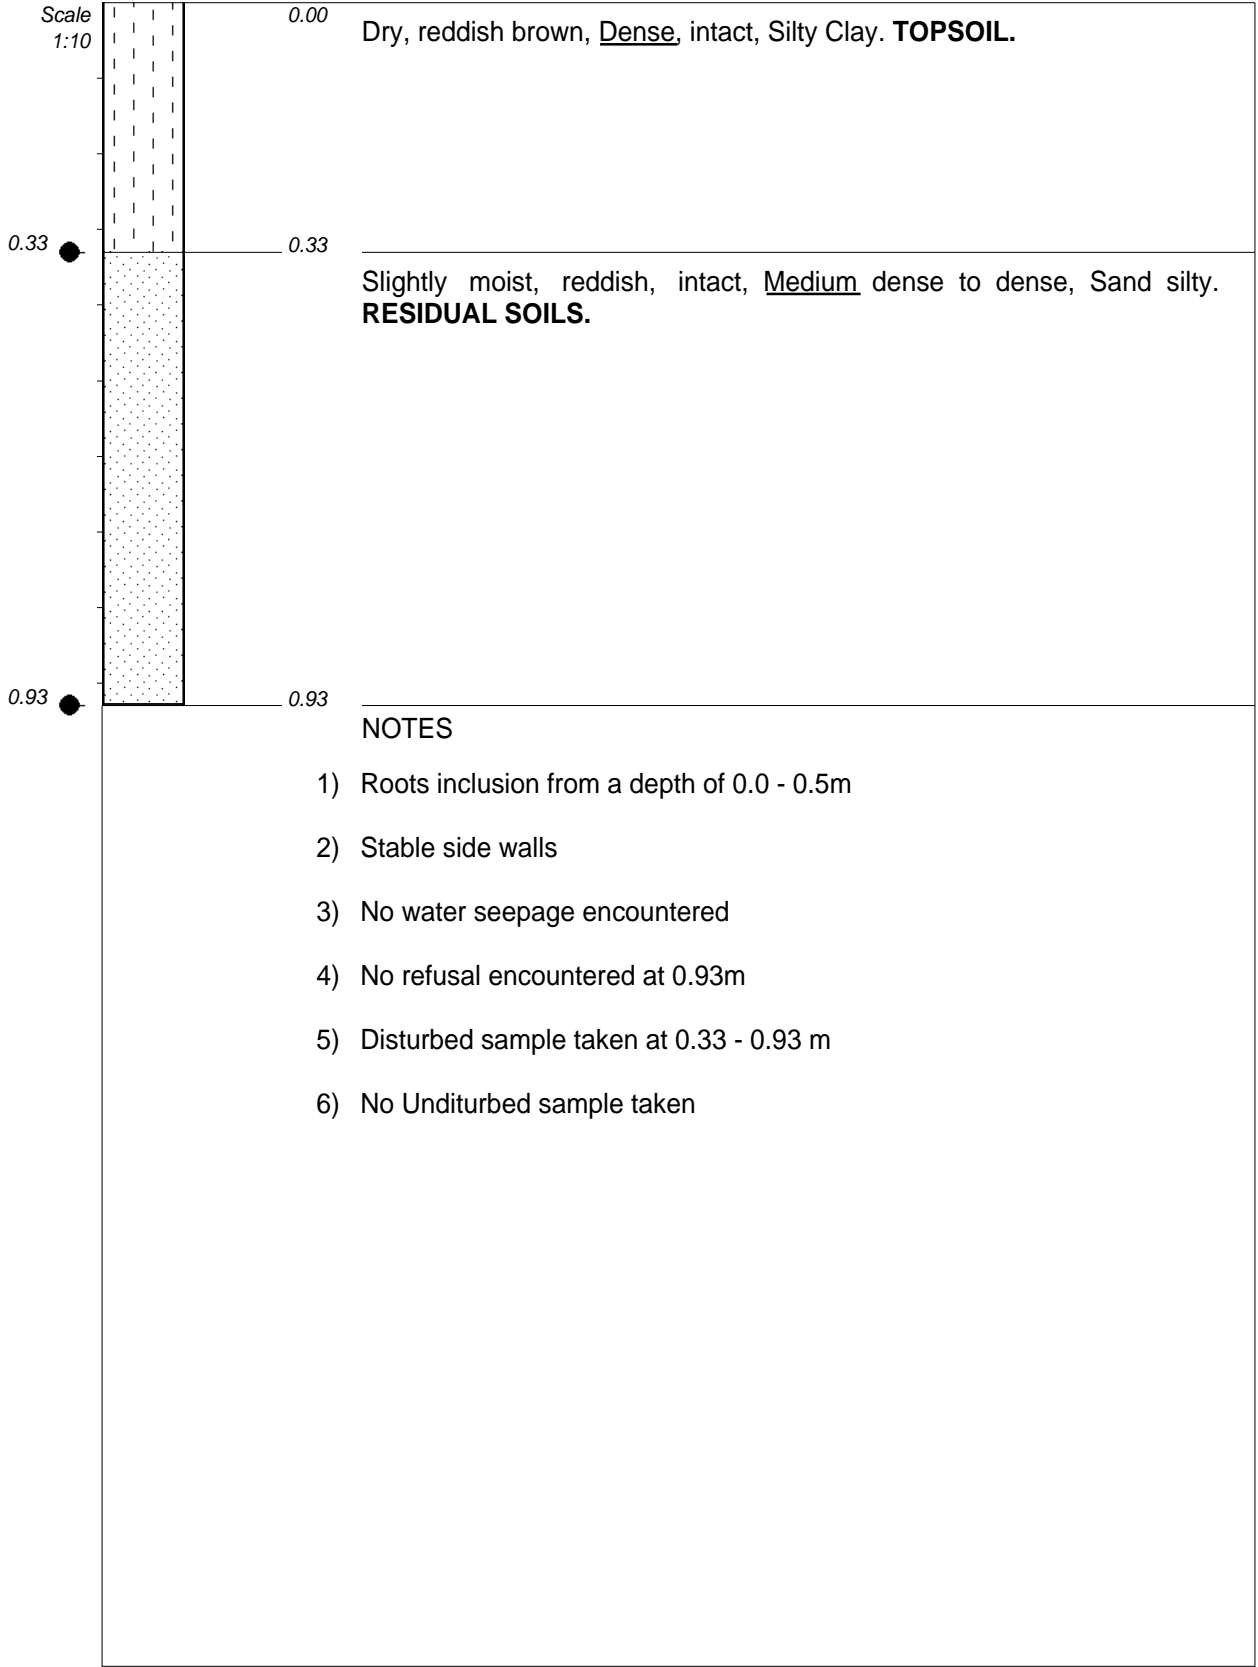 Scale
1:10
0.00
Dry, reddish brown, Dense, intact, Silty Clay. TOPSOIL.
0.33
0.33
Slightly moist, reddish, intact, Medium dense to dense, Sand silty.
RESIDUAL SOILS.
0.93
0.93
NOTES
1) Roots inclusion from a depth of 0.0 - 0.5m
2) Stable side walls
3) No water seepage encountered
4) No refusal encountered at 0.93m
5) Disturbed sample taken at 0.33 - 0.93 m
6) No Unditurbed sample taken